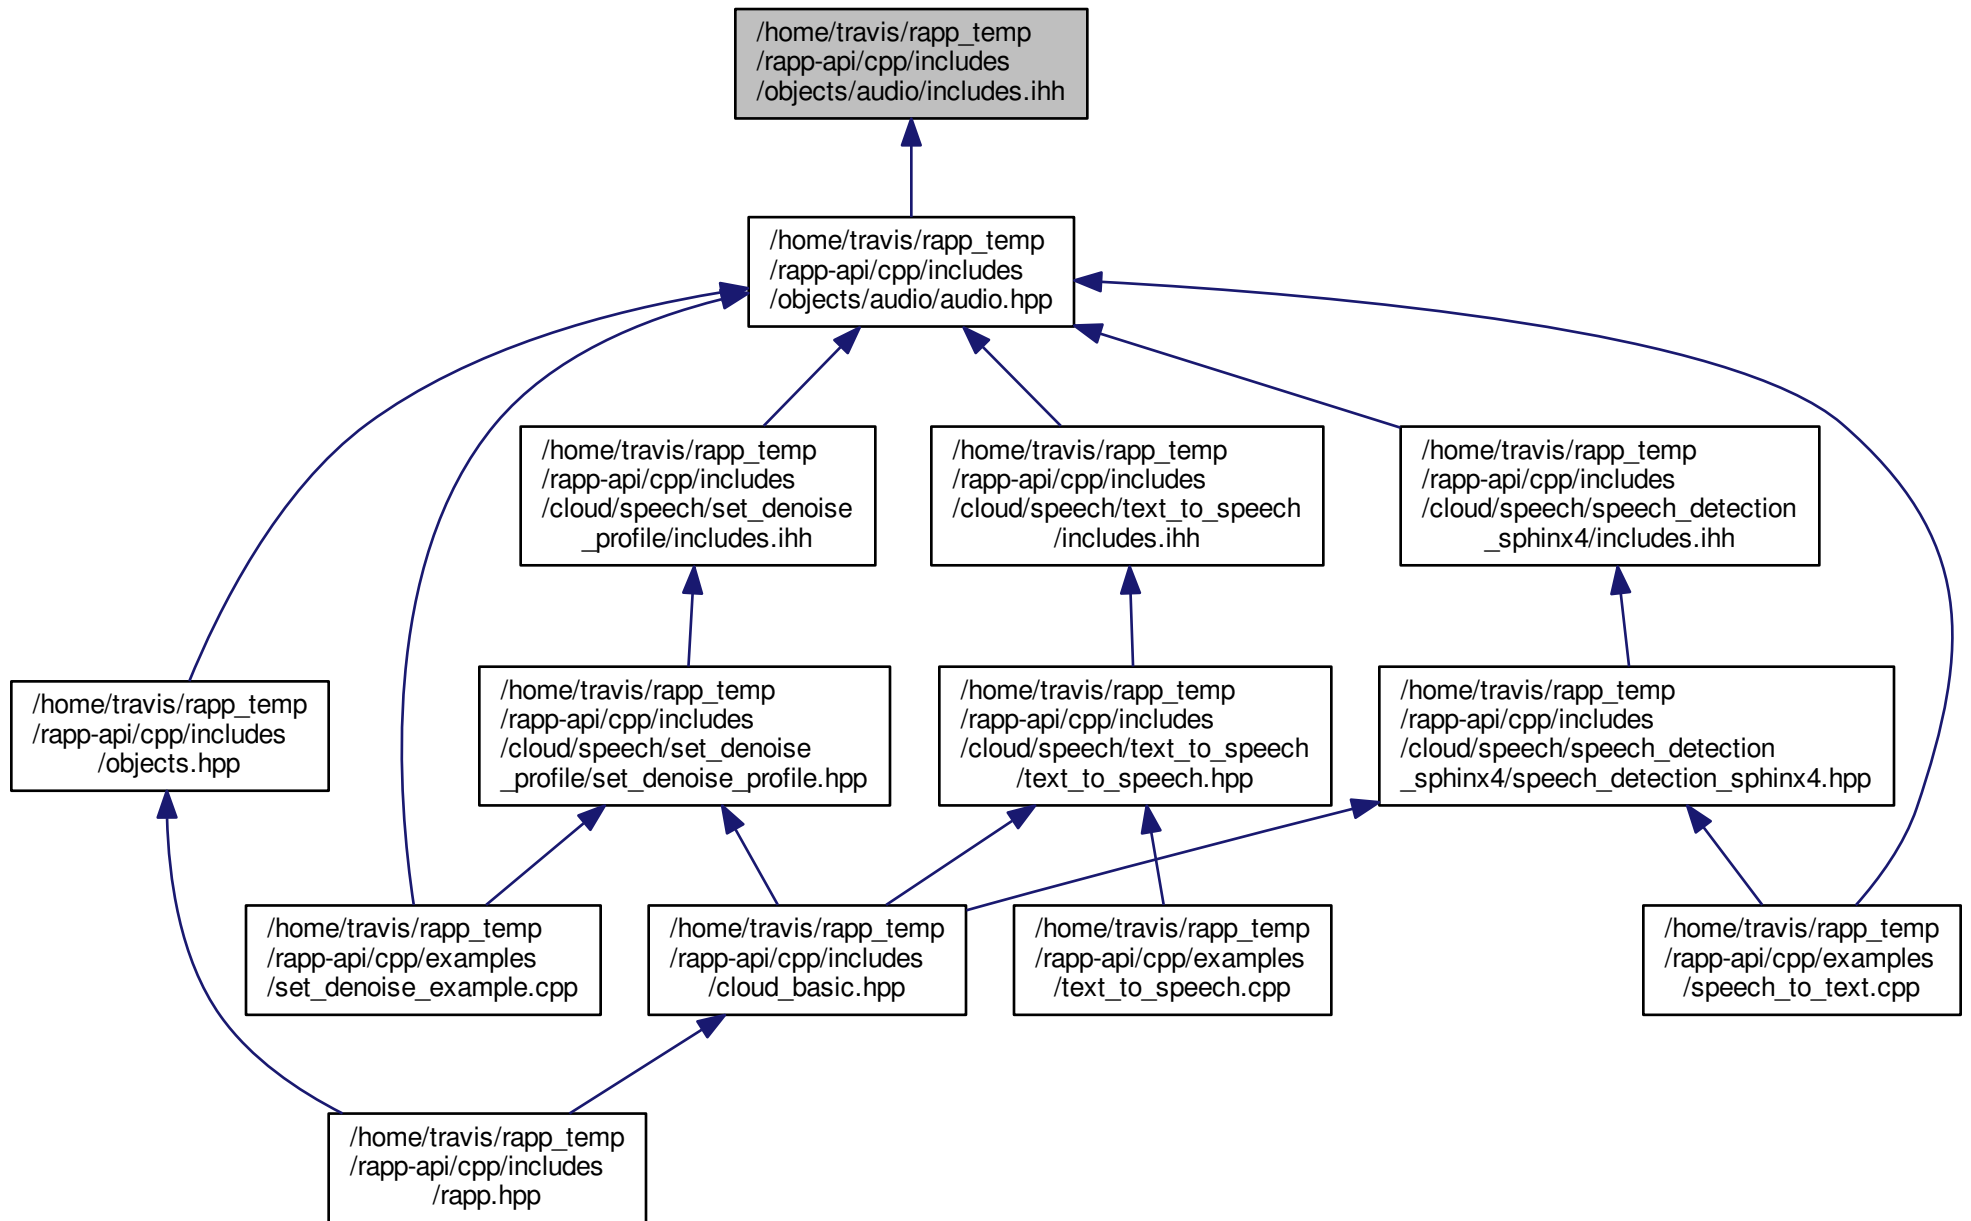 /home/travis/rapp_temp
/rapp-api/cpp/includes
/objects/audio/includes.ihh
/home/travis/rapp_temp
/rapp-api/cpp/includes
/objects/audio/audio.hpp
/home/travis/rapp_temp
/rapp-api/cpp/includes
/cloud/speech/set_denoise
_profile/includes.ihh
/home/travis/rapp_temp
/rapp-api/cpp/includes
/cloud/speech/text_to_speech
/includes.ihh
/home/travis/rapp_temp
/rapp-api/cpp/includes
/cloud/speech/speech_detection
_sphinx4/includes.ihh
/home/travis/rapp_temp
/rapp-api/cpp/includes
/objects.hpp
/home/travis/rapp_temp
/rapp-api/cpp/includes
/cloud/speech/set_denoise
_profile/set_denoise_profile.hpp
/home/travis/rapp_temp
/rapp-api/cpp/includes
/cloud/speech/text_to_speech
/text_to_speech.hpp
/home/travis/rapp_temp
/rapp-api/cpp/includes
/cloud/speech/speech_detection
_sphinx4/speech_detection_sphinx4.hpp
/home/travis/rapp_temp
/rapp-api/cpp/examples
/set_denoise_example.cpp
/home/travis/rapp_temp
/rapp-api/cpp/includes
/cloud_basic.hpp
/home/travis/rapp_temp
/rapp-api/cpp/examples
/text_to_speech.cpp
/home/travis/rapp_temp
/rapp-api/cpp/examples
/speech_to_text.cpp
/home/travis/rapp_temp
/rapp-api/cpp/includes
/rapp.hpp